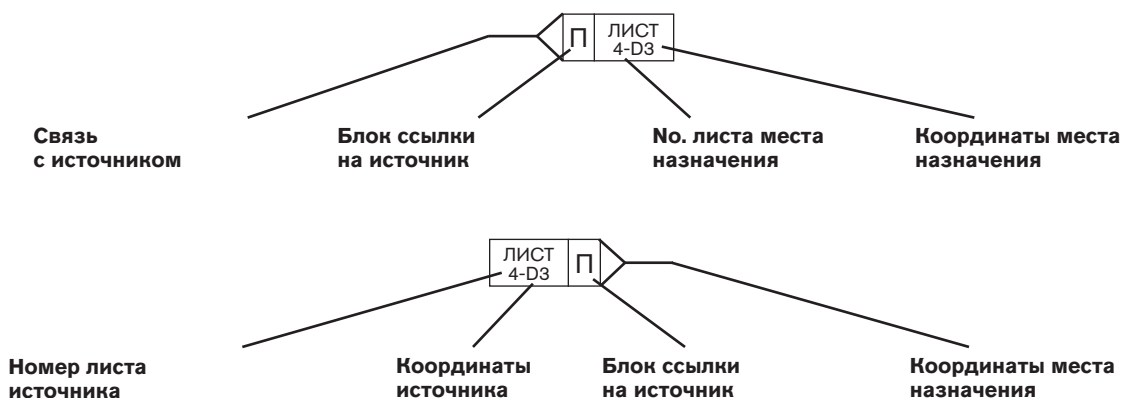 П
ЛИСТ
4-D3
Связь
с источником
Блок ссылки
на источник
No. листа места
назначения
Координаты места
назначения
ЛИСТ
4-D3
П
Номер листа
источника
Координаты
источника
Блок ссылки
на источник
Координаты места
назначения